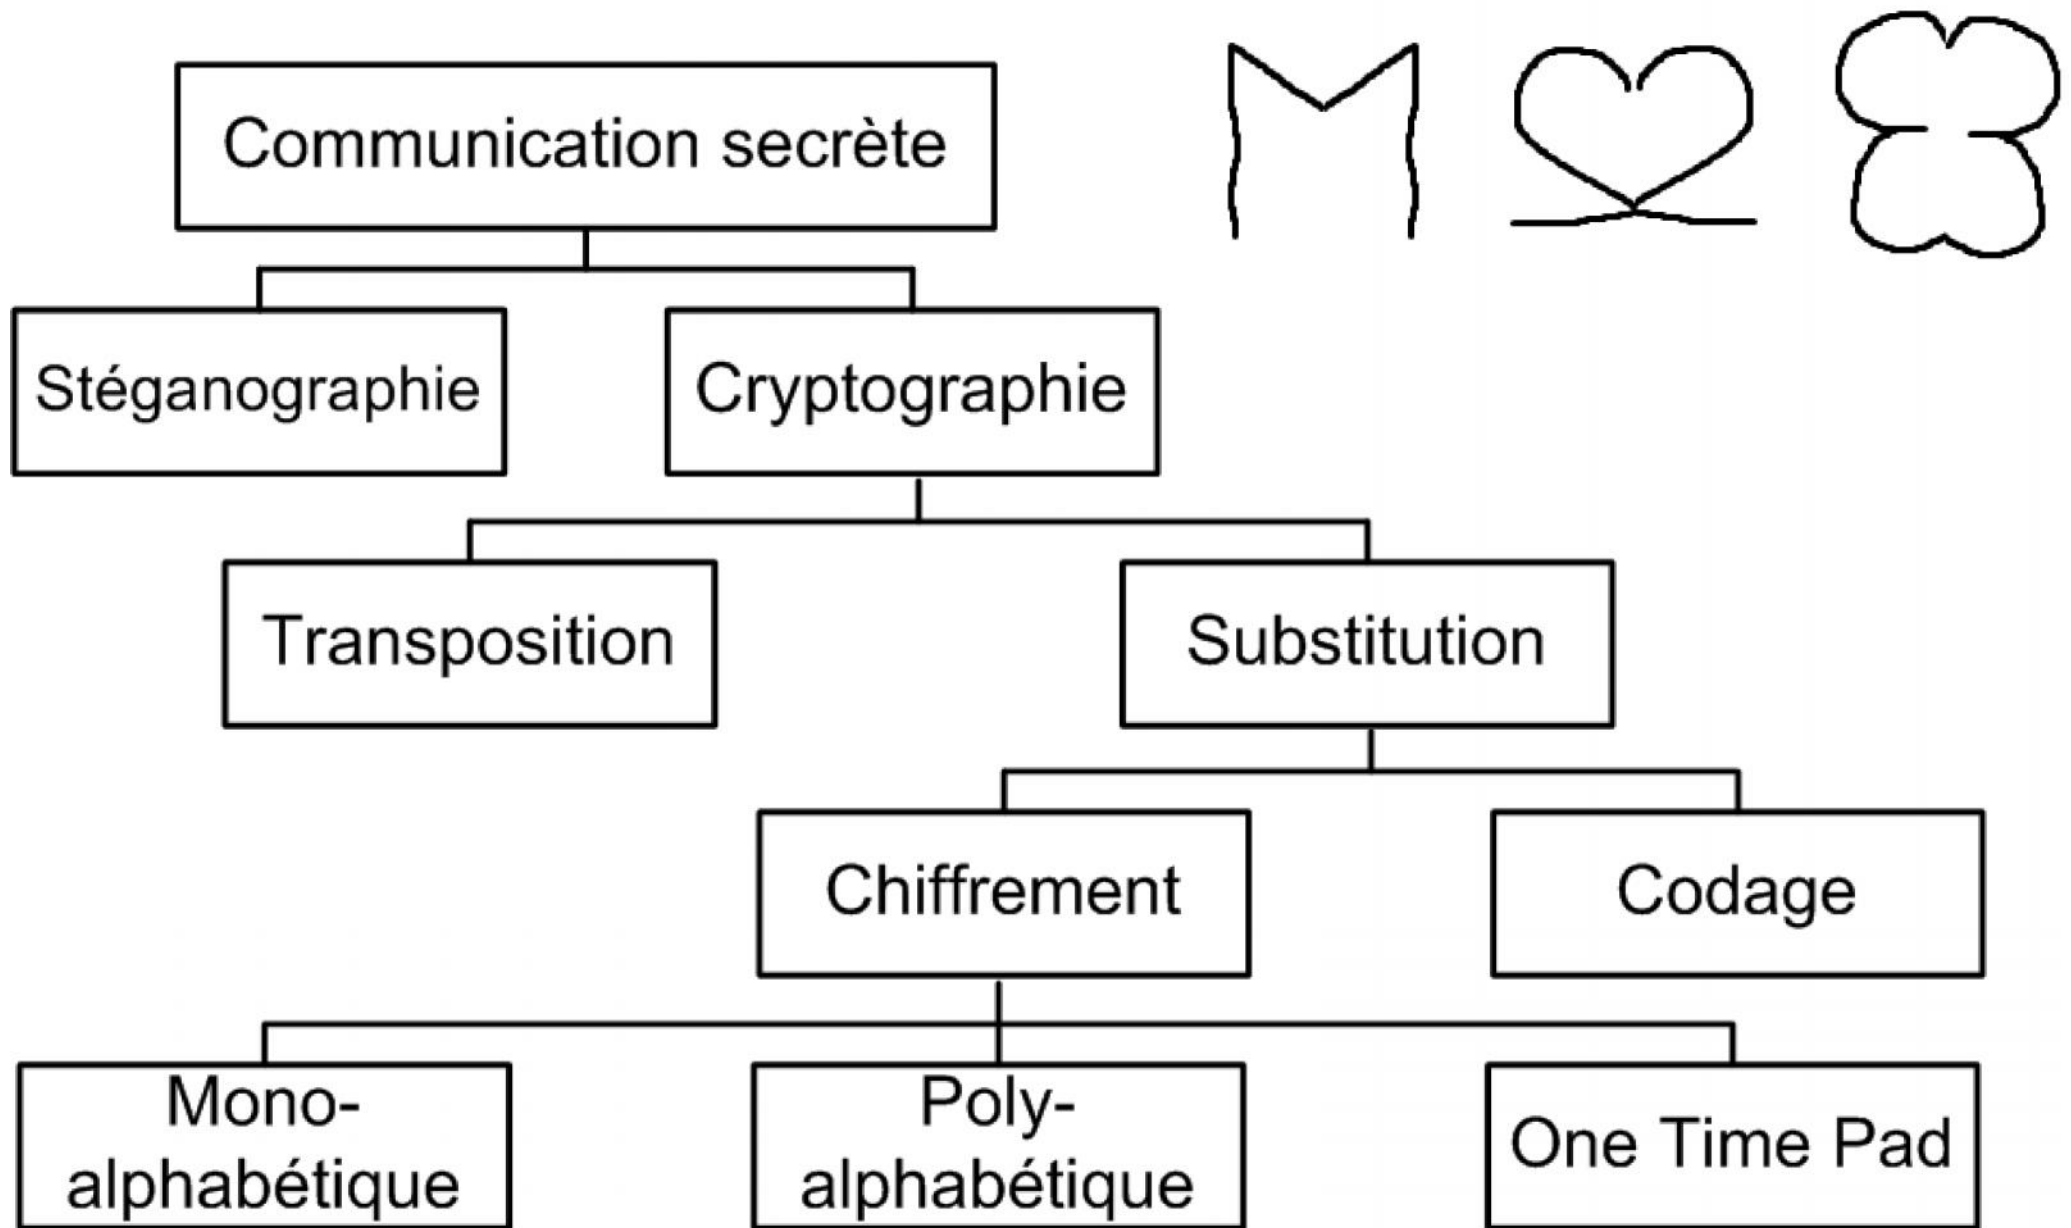 Communication secrète
Stéganographie
Cryptographie
Transposition
Substitution
Chiffrement
Codage
Mono-
alphabétique
Poly-
alphabétique
One Time Pad